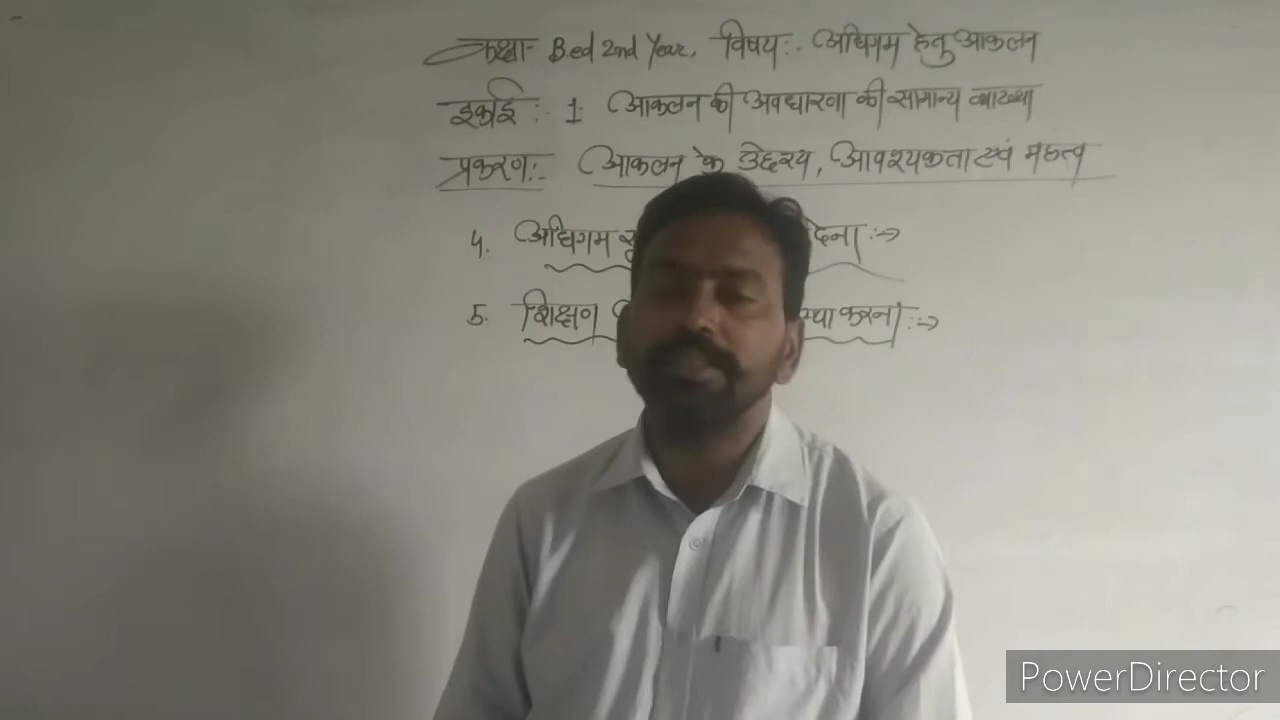 कक्षा- Bed 2nd Year, विषय:- अधिगम हेतु आकलन
इकाई:- 1. आकलन की अवधारणा की सामान्य व्याख्या
प्रकरण:- आकलन के उद्देश्य, आवश्यकता एवं महत्व
4. अधिगम देना :→
5. शिक्षण करना :→
PowerDirector